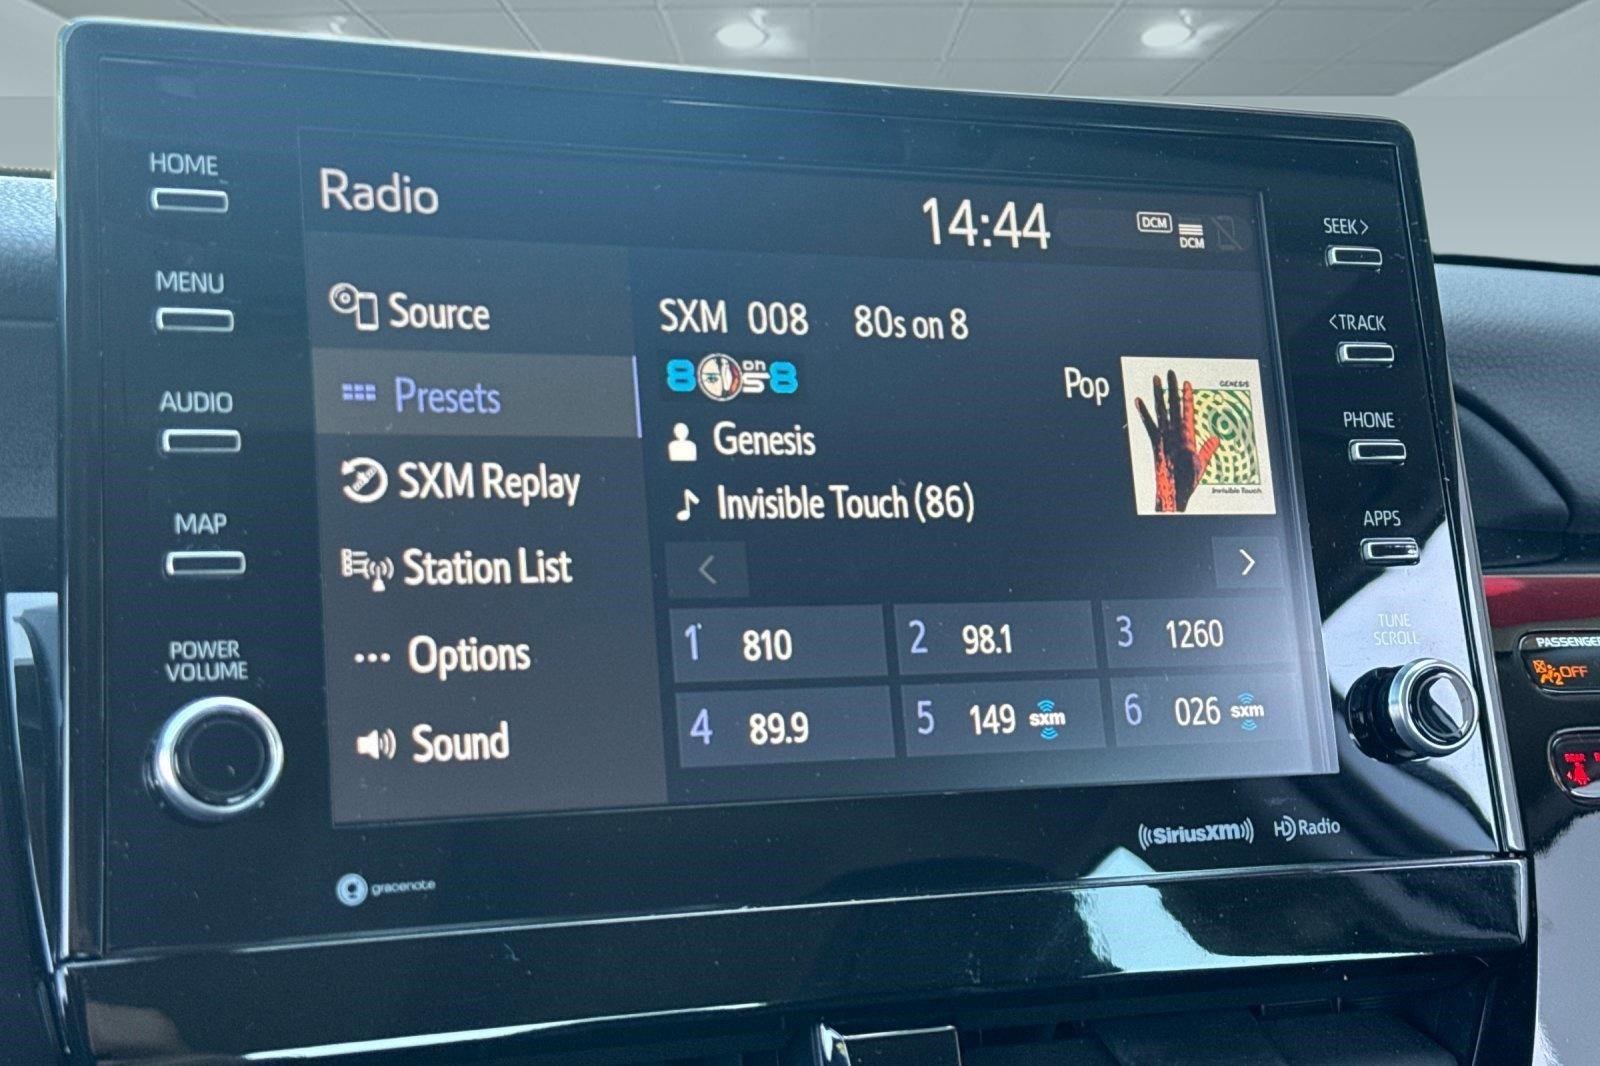 HOME
MENU
AUDIO
MAP
POWER
VOLUME
Radio
14:44
DCM
DCM
Source
Presets
SXM Replay
Station List
Options
Sound
SXM 008 80s on 8
80s on 8
Pop
GENESIS
Invisible Touch
Genesis
Invisible Touch (86)
1 810
2 98.1
3 1260
4 89.9
5 149 sxm
6 026 sxm
SEEK>
<TRACK
PHONE
APPS
TUNE
SCROLL
gracenote
SiriusXM
HD Radio
PASSENGER
2 OFF
REAR